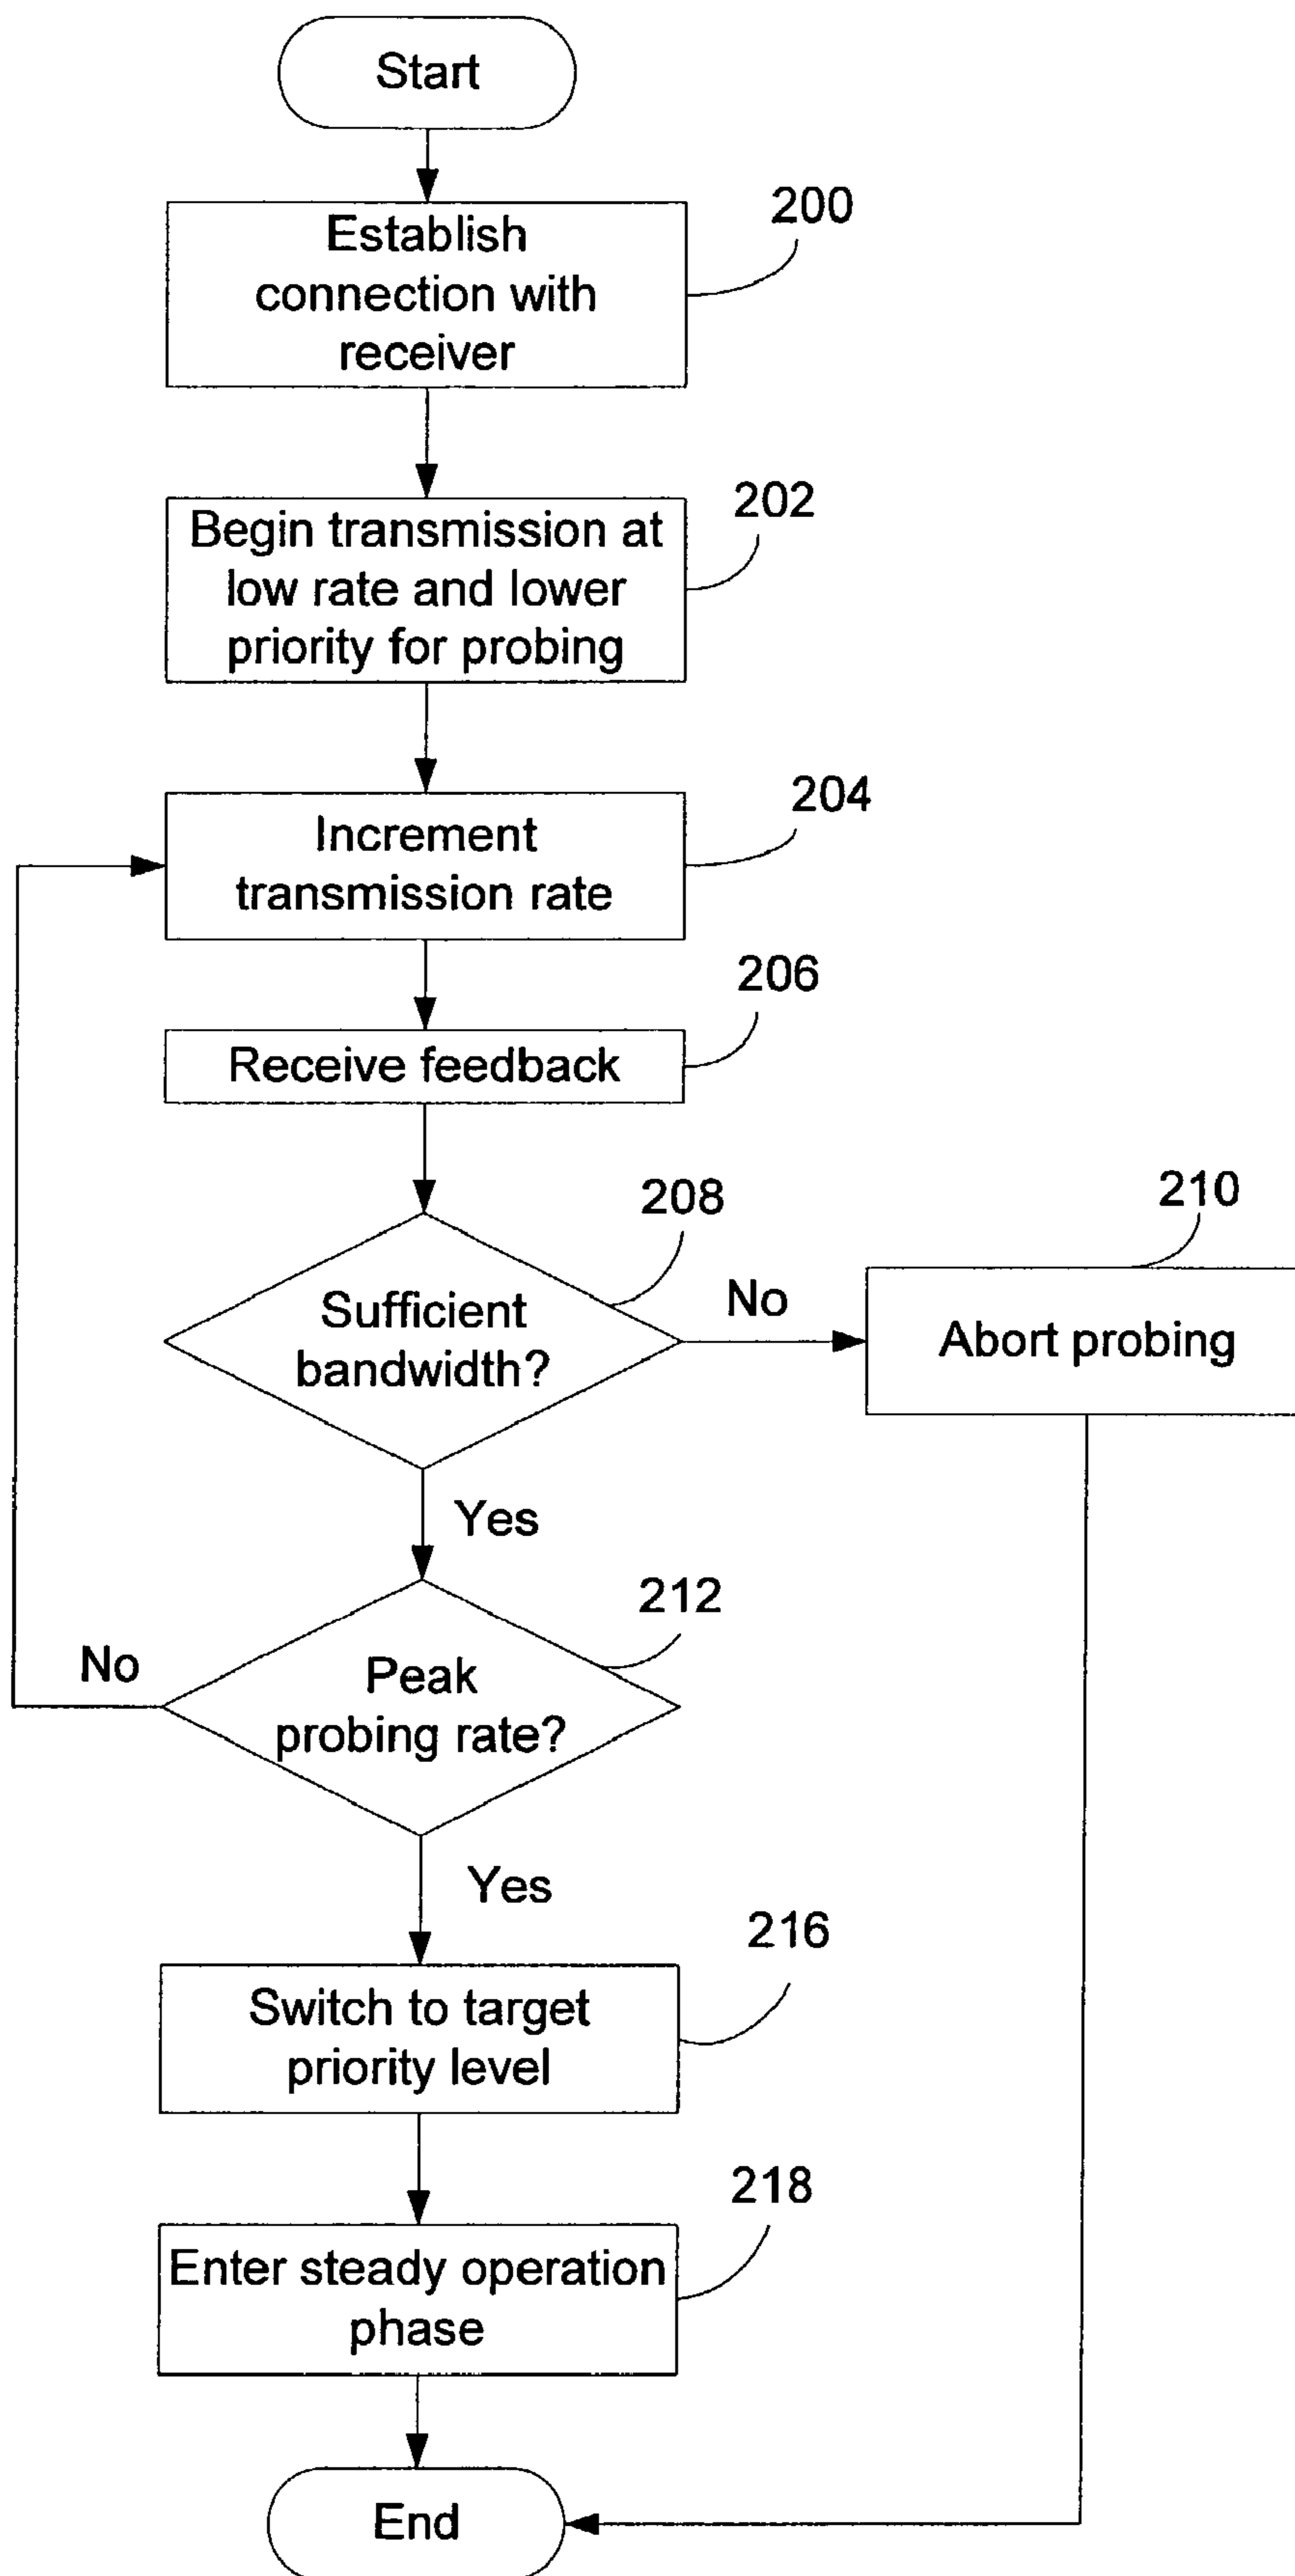 Start
200
Establish
connection with
receiver
202
Begin transmission at
low rate and lower
priority for probing
204
Increment
transmission rate
206
Receive feedback
208
Sufficient
bandwidth?
No
210
Abort probing
Yes
212
Peak
probing rate?
No
Yes
216
Switch to target
priority level
218
Enter steady operation
phase
End